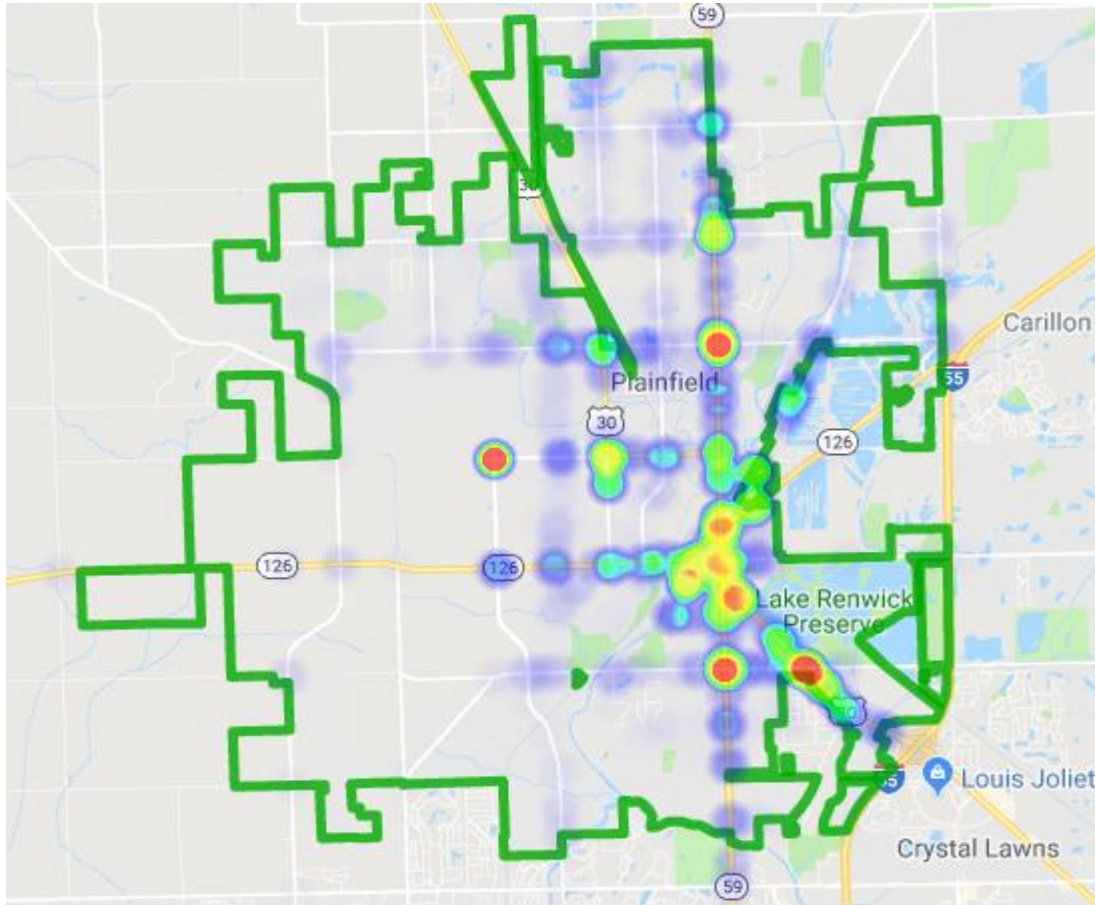 59
30
Carillon
55
Plainfield
30
126
126
126
Lake Renwick
Preserve
30
55
Louis Joliet
Crystal Lawns
59